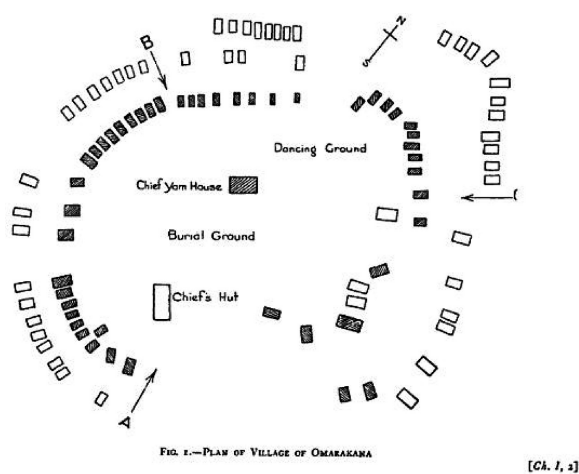 B
N
S
Dancing Ground
Chief Yam House
Burial Ground
Chief's Hut
A
FIG. 1.—PLAN OF VILLAGE OF OMARAKANA
[Ch. I, 2]